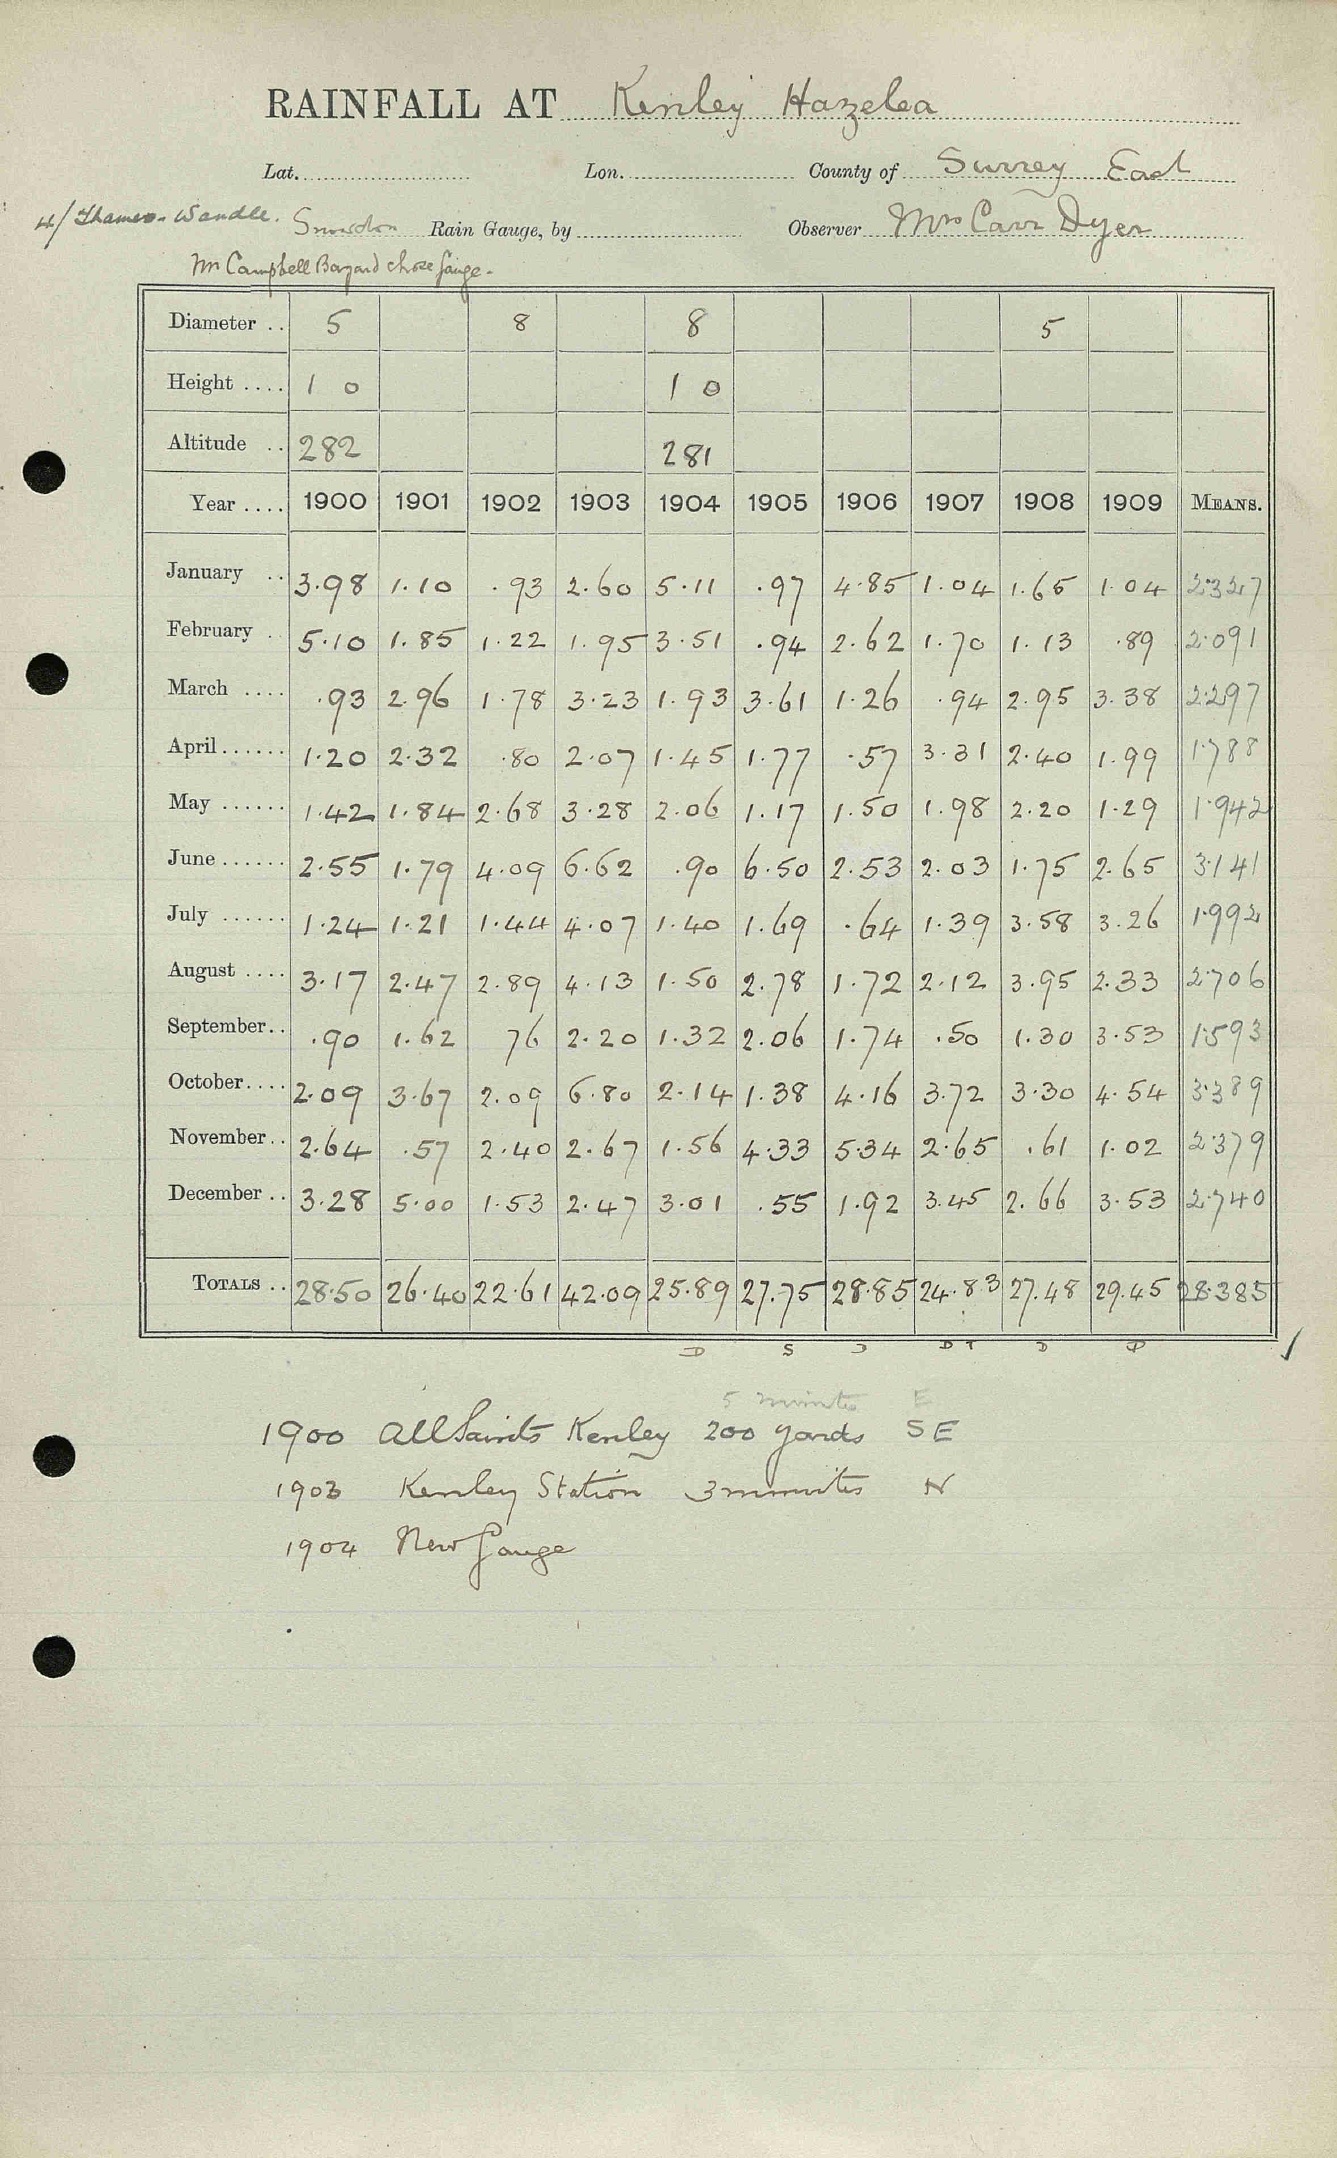 RAINFALL AT Kenley Hazelea
Lat. Lon. County of Surrey East
4/ Thames - Wandle. Snowdon Rain Gauge, by Observer Mrs Carr Dyer
Mr Campbell Bayard chose gauge -
Diameter .. 5 8 8 5
Height .... 1 0 1 0
Altitude .. 282 281
Year .... 1900 1901 1902 1903 1904 1905 1906 1907 1908 1909 MEANS.
January .. 3.98 1.10 .93 2.60 5.11 .97 4.85 1.04 1.65 1.04 2.327
February . 5.10 1.85 1.22 1.95 3.51 .94 2.62 1.70 1.13 .89 2.091
March .... .93 2.96 1.78 3.23 1.93 3.61 1.26 .94 2.95 3.38 2.297
April ...... 1.20 2.32 .80 2.07 1.45 1.77 .57 3.31 2.40 1.99 1.788
May ...... 1.42 1.84 2.68 3.28 2.06 1.17 1.50 1.98 2.20 1.29 1.942
June ...... 2.55 1.79 4.09 6.62 .90 6.50 2.53 2.03 1.75 2.65 3.141
July ...... 1.24 1.21 1.44 4.07 1.40 1.69 .64 1.39 3.58 3.26 1.992
August .... 3.17 2.47 2.89 4.13 1.50 2.78 1.72 2.12 3.95 2.33 2.706
September .. .90 1.62 76 2.20 1.32 2.06 1.74 .50 1.30 3.53 1.593
October .... 2.09 3.67 2.09 6.80 2.14 1.38 4.16 3.72 3.30 4.54 3.389
November .. 2.64 .57 2.40 2.67 1.56 4.33 5.34 2.65 .61 1.02 2.379
December .. 3.28 5.00 1.53 2.47 3.01 .55 1.92 3.45 2.66 3.53 2.740
TOTALS .. 28.50 26.40 22.61 42.09 25.89 27.75 28.85 24.83 27.48 29.45 28.385
D S D D T D D
5 minutes E
1900 All Saints Kenley 200 yards SE
1903 Kenley Station 3 minutes N
1904 New Gauge